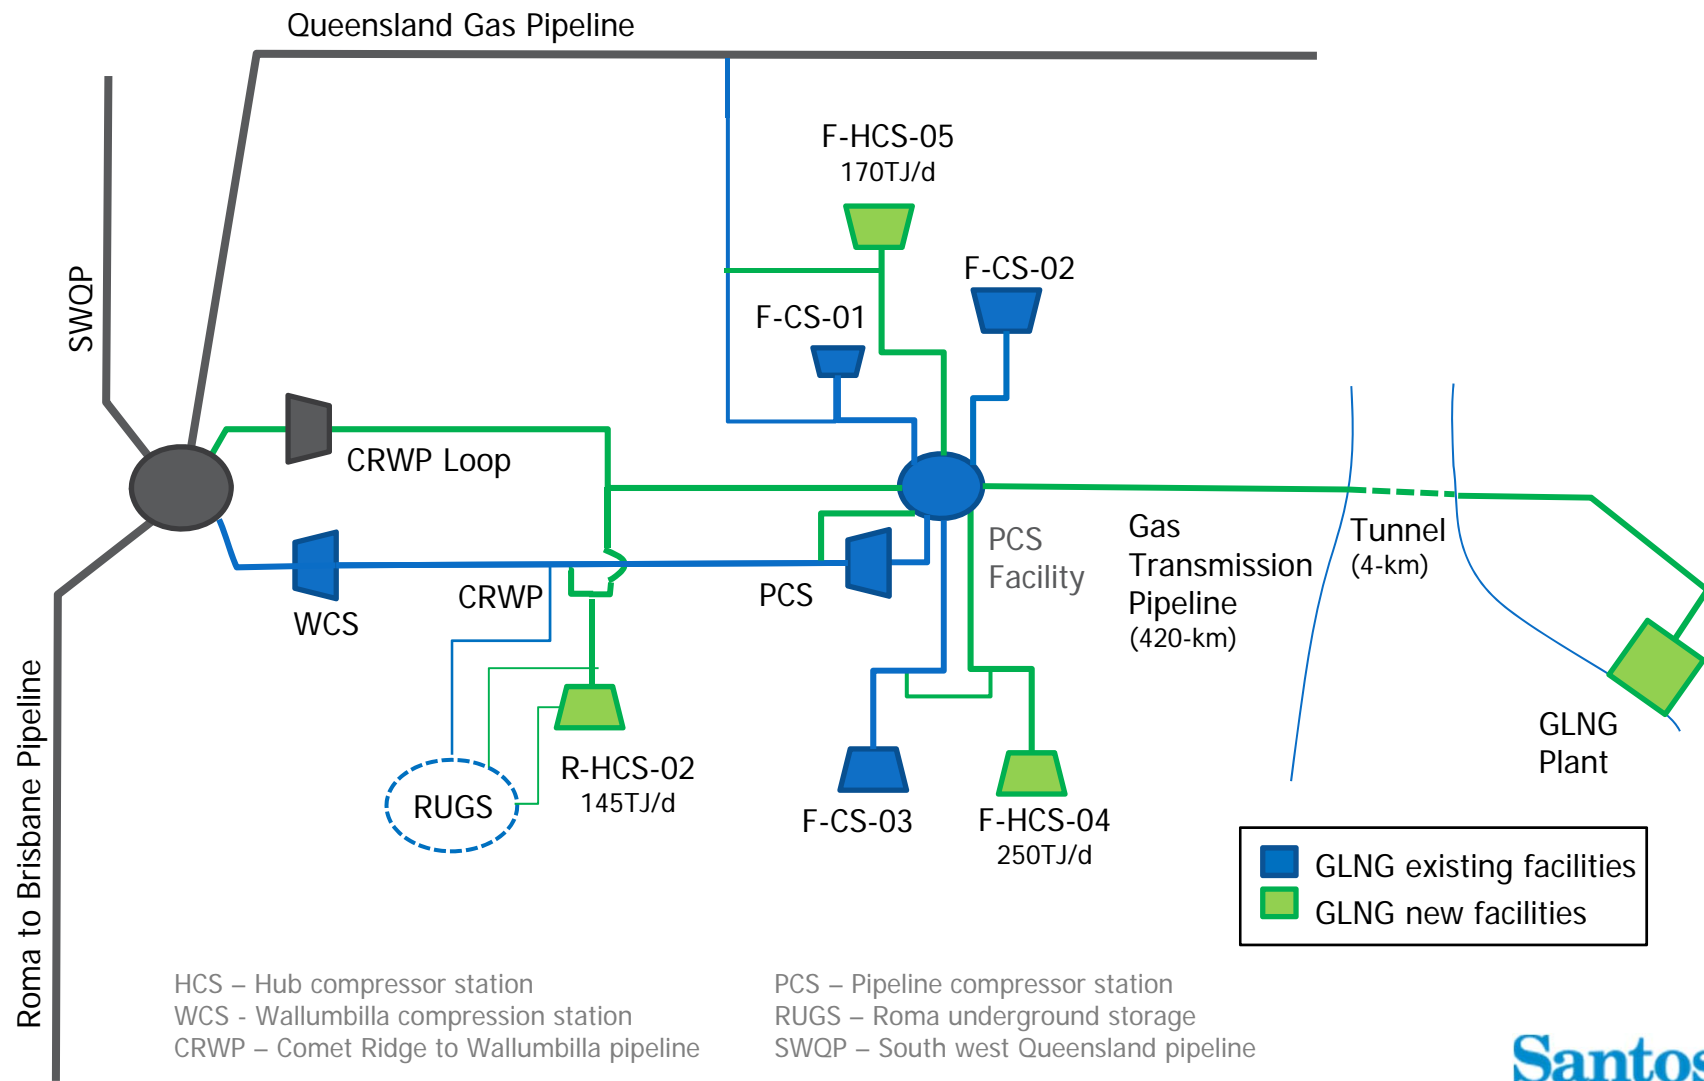 Queensland Gas Pipeline
F-HCS-05
170TJ/d
F-CS-02
SWQP
F-CS-01
CRWP Loop
PCS
Facility
Gas
Transmission
Pipeline
(420-km)
Tunnel
(4-km)
CRWP
PCS
WCS
Roma to Brisbane Pipeline
RUGS
R-HCS-02
145TJ/d
F-CS-03
F-HCS-04
250TJ/d
GLNG
Plant
GLNG existing facilities
GLNG new facilities
HCS – Hub compressor station
WCS - Wallumbilla compression station
CRWP – Comet Ridge to Wallumbilla pipeline
PCS – Pipeline compressor station
RUGS – Roma underground storage
SWQP – South west Queensland pipeline
Santos